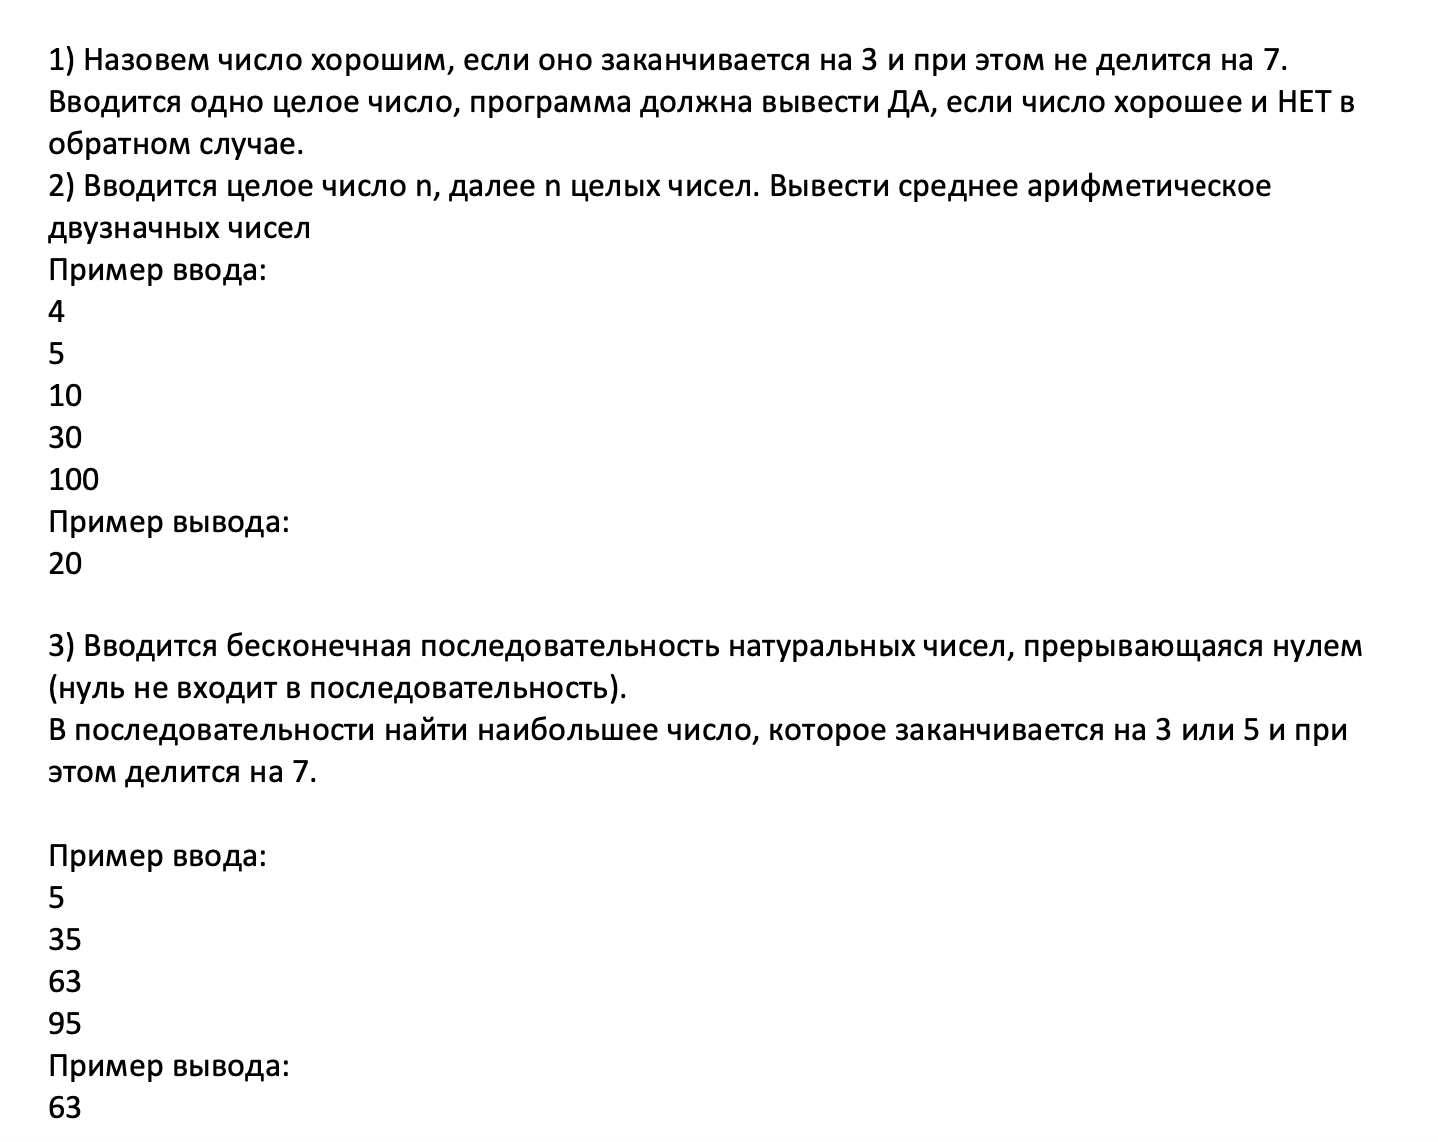 1) Назовем число хорошим, если оно заканчивается на 3 и при этом не делится на 7.
Вводится одно целое число, программа должна вывести ДА, если число хорошее и НЕТ в
обратном случае.
2) Вводится целое число n, далее n целых чисел. Вывести среднее арифметическое
двузначных чисел
Пример ввода:
4
5
10
30
100
Пример вывода:
20
3) Вводится бесконечная последовательность натуральных чисел, прерывающаяся нулем
(нуль не входит в последовательность).
В последовательности найти наибольшее число, которое заканчивается на 3 или 5 и при
этом делится на 7.
Пример ввода:
5
35
63
95
Пример вывода:
63